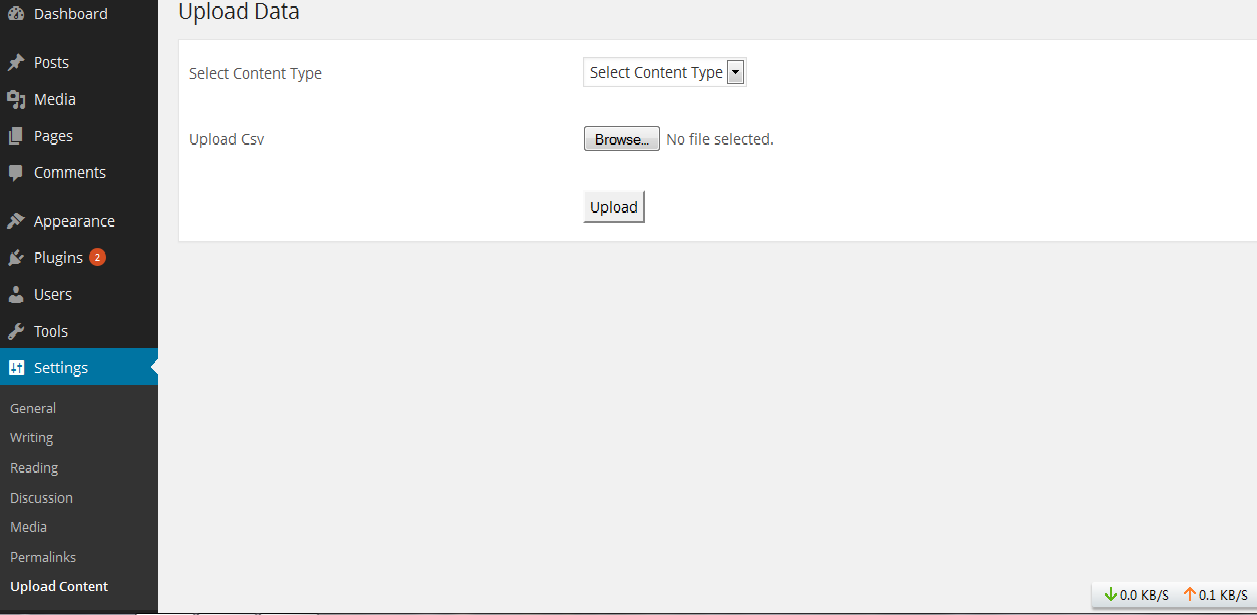 Dashboard
Posts
Media
Pages
Comments
Appearance
Plugins 2
Users
Tools
Settings
General
Writing
Reading
Discussion
Media
Permalinks
Upload Content
Upload Data
Select Content Type Select Content Type
Upload Csv Browse... No file selected.
Upload
0.0 KB/S 0.1 KB/S